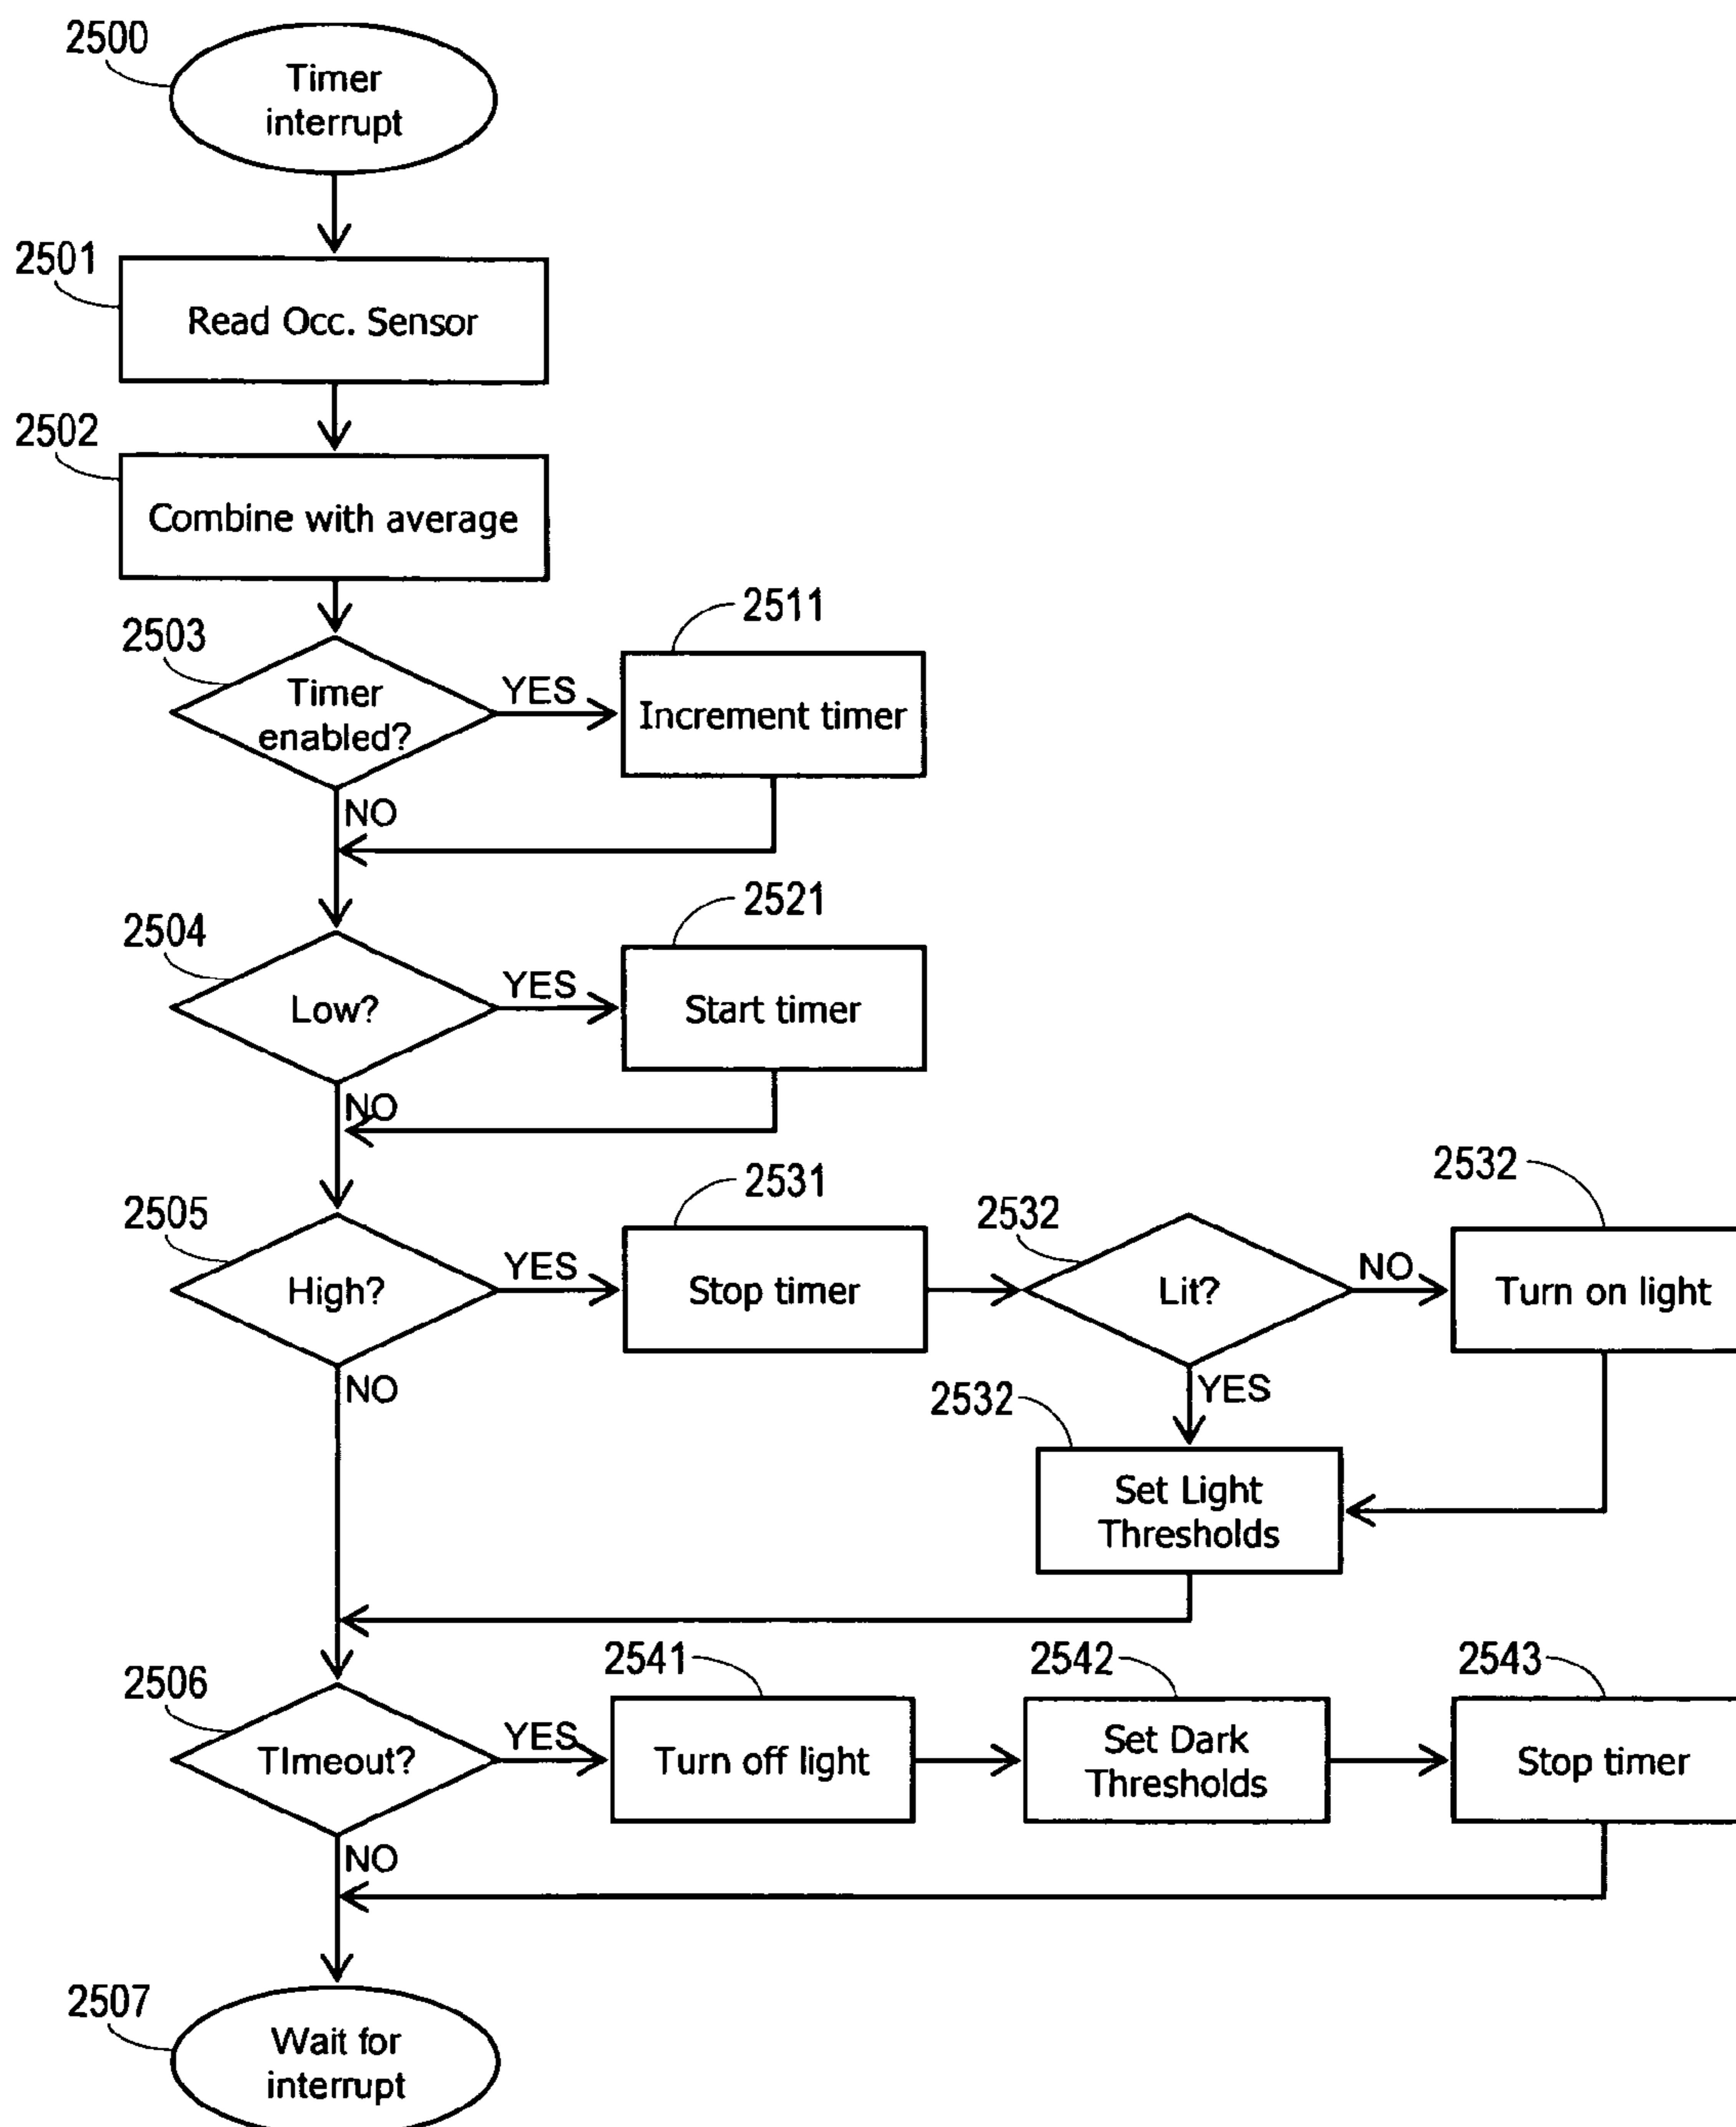 2500
Timer
interrupt
2501
Read Occ. Sensor
2502
Combine with average
2503
Timer
enabled?
YES
2511
Increment timer
NO
2504
Low?
YES
2521
Start timer
NO
2505
High?
YES
2531
Stop timer
2532
Lit?
NO
2532
Turn on light
YES
2532
Set Light
Thresholds
NO
2506
TImeout?
YES
2541
Turn off light
2542
Set Dark
Thresholds
2543
Stop timer
NO
2507
Wait for
interrupt